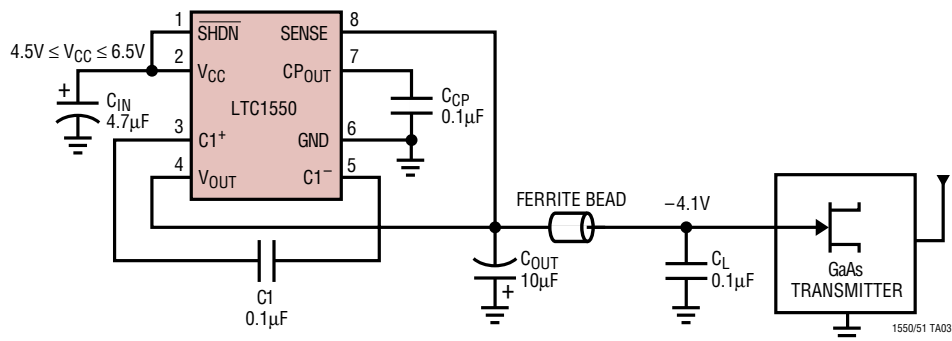 1
SHDN
SENSE
8
4.5V ≤ VCC ≤ 6.5V
2
VCC
CPOUT
7
+
CIN
4.7µF
LTC1550
CCP
0.1µF
3
C1+
GND
6
4
VOUT
C1−
5
FERRITE BEAD
−4.1V
COUT
10µF
+
CL
0.1µF
GaAs
TRANSMITTER
C1
0.1µF
1550/51 TA03